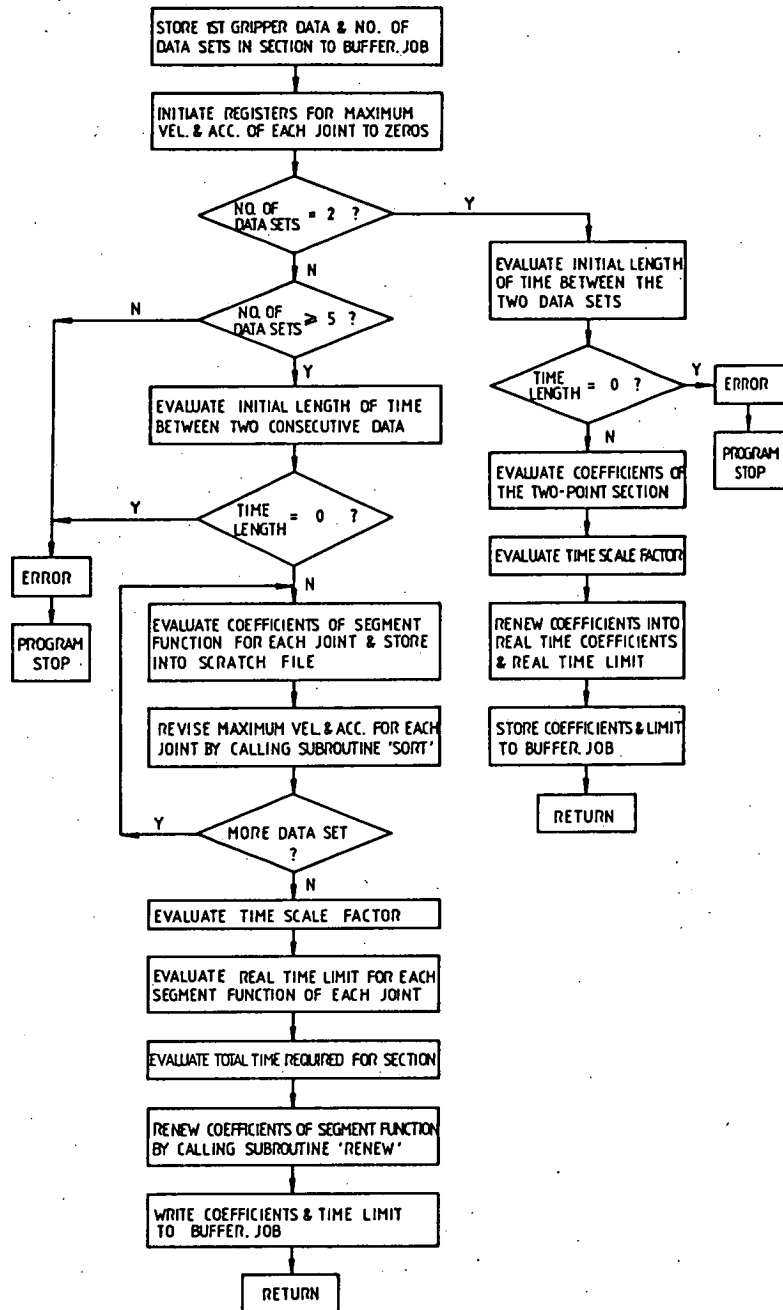 STORE 1ST GRIPPER DATA & NO. OF
DATA SETS IN SECTION TO BUFFER.JOB
INITIATE REGISTERS FOR MAXIMUM
VEL. & ACC. OF EACH JOINT TO ZEROS
NO. OF
DATA SETS = 2 ?
Y
N
NO. OF
DATA SETS ⩾ 5 ?
N
Y
EVALUATE INITIAL LENGTH OF TIME
BETWEEN TWO CONSECUTIVE DATA
TIME
LENGTH = 0 ?
Y
N
ERROR
PROGRAM
STOP
EVALUATE COEFFICIENTS OF SEGMENT
FUNCTION FOR EACH JOINT & STORE
INTO SCRATCH FILE
REVISE MAXIMUM VEL. & ACC. FOR EACH
JOINT BY CALLING SUBROUTINE 'SORT'
MORE DATA SET
?
Y
N
EVALUATE TIME SCALE FACTOR
EVALUATE REAL TIME LIMIT FOR EACH
SEGMENT FUNCTION OF EACH JOINT
EVALUATE TOTAL TIME REQUIRED FOR SECTION
RENEW COEFFICIENTS OF SEGMENT FUNCTION
BY CALLING SUBROUTINE 'RENEW'
WRITE COEFFICIENTS & TIME LIMIT
TO BUFFER.JOB
RETURN
EVALUATE INITIAL LENGTH
OF TIME BETWEEN THE
TWO DATA SETS
TIME
LENGTH = 0 ?
Y
N
ERROR
PROGRAM
STOP
EVALUATE COEFFICIENTS OF
THE TWO-POINT SECTION
EVALUATE TIME SCALE FACTOR
RENEW COEFFICIENTS INTO
REAL TIME COEFFICIENTS
& REAL TIME LIMIT
STORE COEFFICIENTS & LIMIT
TO BUFFER.JOB
RETURN